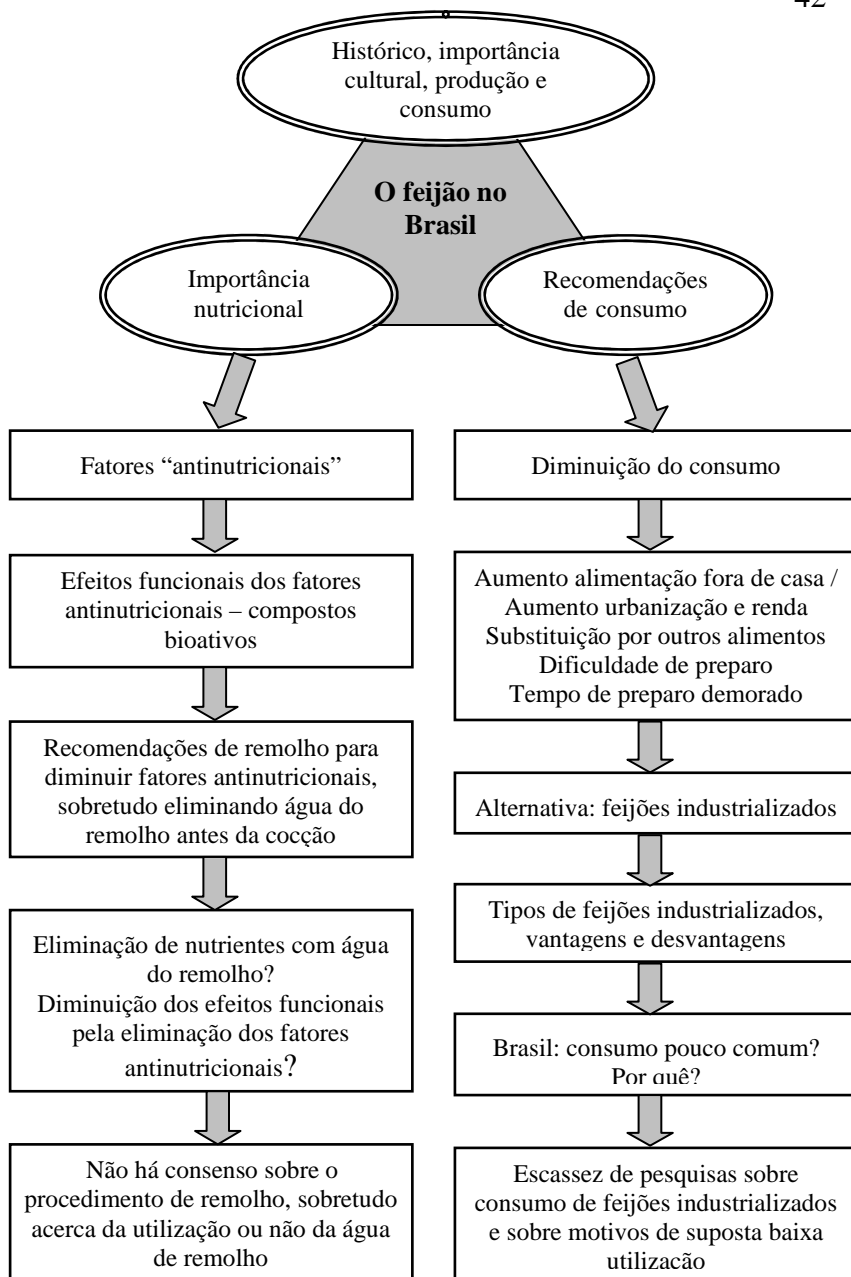 42
Histórico, importância
cultural, produção e
consumo
O feijão no
Brasil
Importância
nutricional
Recomendações
de consumo
Fatores “antinutricionais”
Efeitos funcionais dos fatores
antinutricionais – compostos
bioativos
Recomendações de remolho para
diminuir fatores antinutricionais,
sobretudo eliminando água do
remolho antes da cocção
Eliminação de nutrientes com água
do remolho?
Diminuição dos efeitos funcionais
pela eliminação dos fatores
antinutricionais?
Não há consenso sobre o
procedimento de remolho, sobretudo
acerca da utilização ou não da água
de remolho
Diminuição do consumo
Aumento alimentação fora de casa /
Aumento urbanização e renda
Substituição por outros alimentos
Dificuldade de preparo
Tempo de preparo demorado
Alternativa: feijões industrializados
Tipos de feijões industrializados,
vantagens e desvantagens
Brasil: consumo pouco comum?
Por quê?
Escassez de pesquisas sobre
consumo de feijões industrializados
e sobre motivos de suposta baixa
utilização